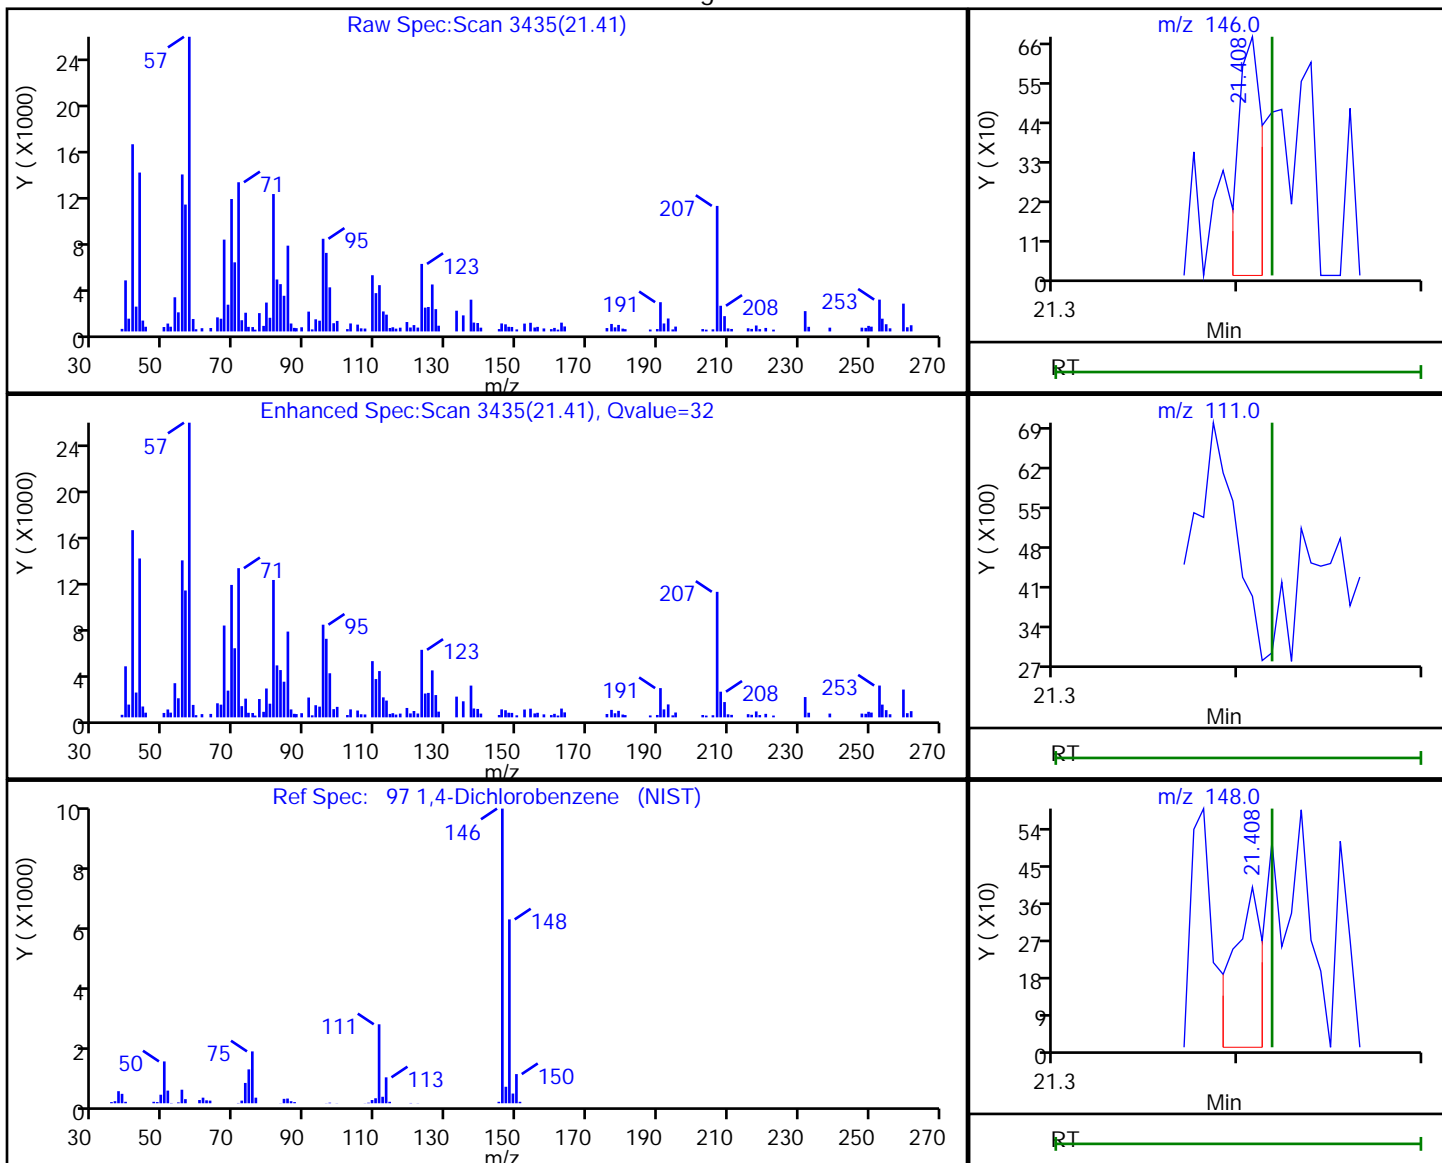 Raw Spec:Scan 3435(21.41)
Y ( X1000)
24
20
16
12
8
4
0
57
71
95
123
191
207
208
253
30 50 70 90 110 130 150 170 190 210 230 250 270
m/z
m/z 146.0
Y ( X10)
66
55
44
33
22
11
0
21.408
21.3
Min
RT
Enhanced Spec:Scan 3435(21.41), Qvalue=32
Y ( X1000)
24
20
16
12
8
4
0
57
71
95
123
191
207
208
253
30 50 70 90 110 130 150 170 190 210 230 250 270
m/z
m/z 111.0
Y ( X100)
69
62
55
48
41
34
27
21.3
Min
RT
Ref Spec: 97 1,4-Dichlorobenzene (NIST)
Y ( X1000)
10
8
6
4
2
0
50
75
111
113
146
148
150
30 50 70 90 110 130 150 170 190 210 230 250 270
m/z
m/z 148.0
Y ( X10)
54
45
36
27
18
9
0
21.408
21.3
Min
RT